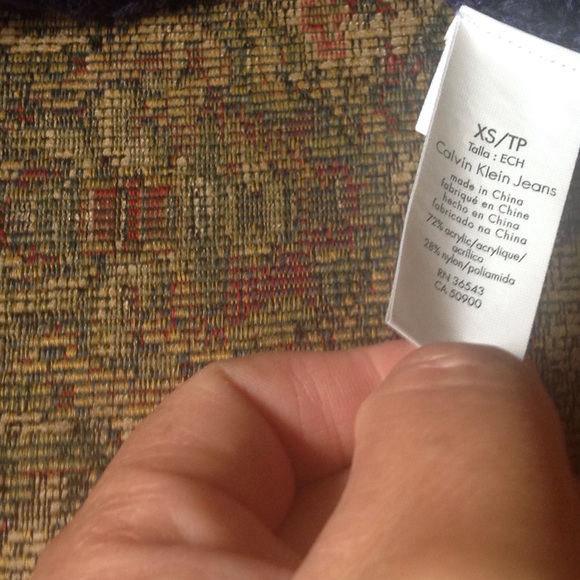 XS/TP
Talla : ECH
Calvin Klein Jeans
made in China
fabriqué en Chine
hecho en China
fabricado na China
72% acrylic/acrylique/
acrílico
28% nylon/poliamida
RN 36543
CA 50900